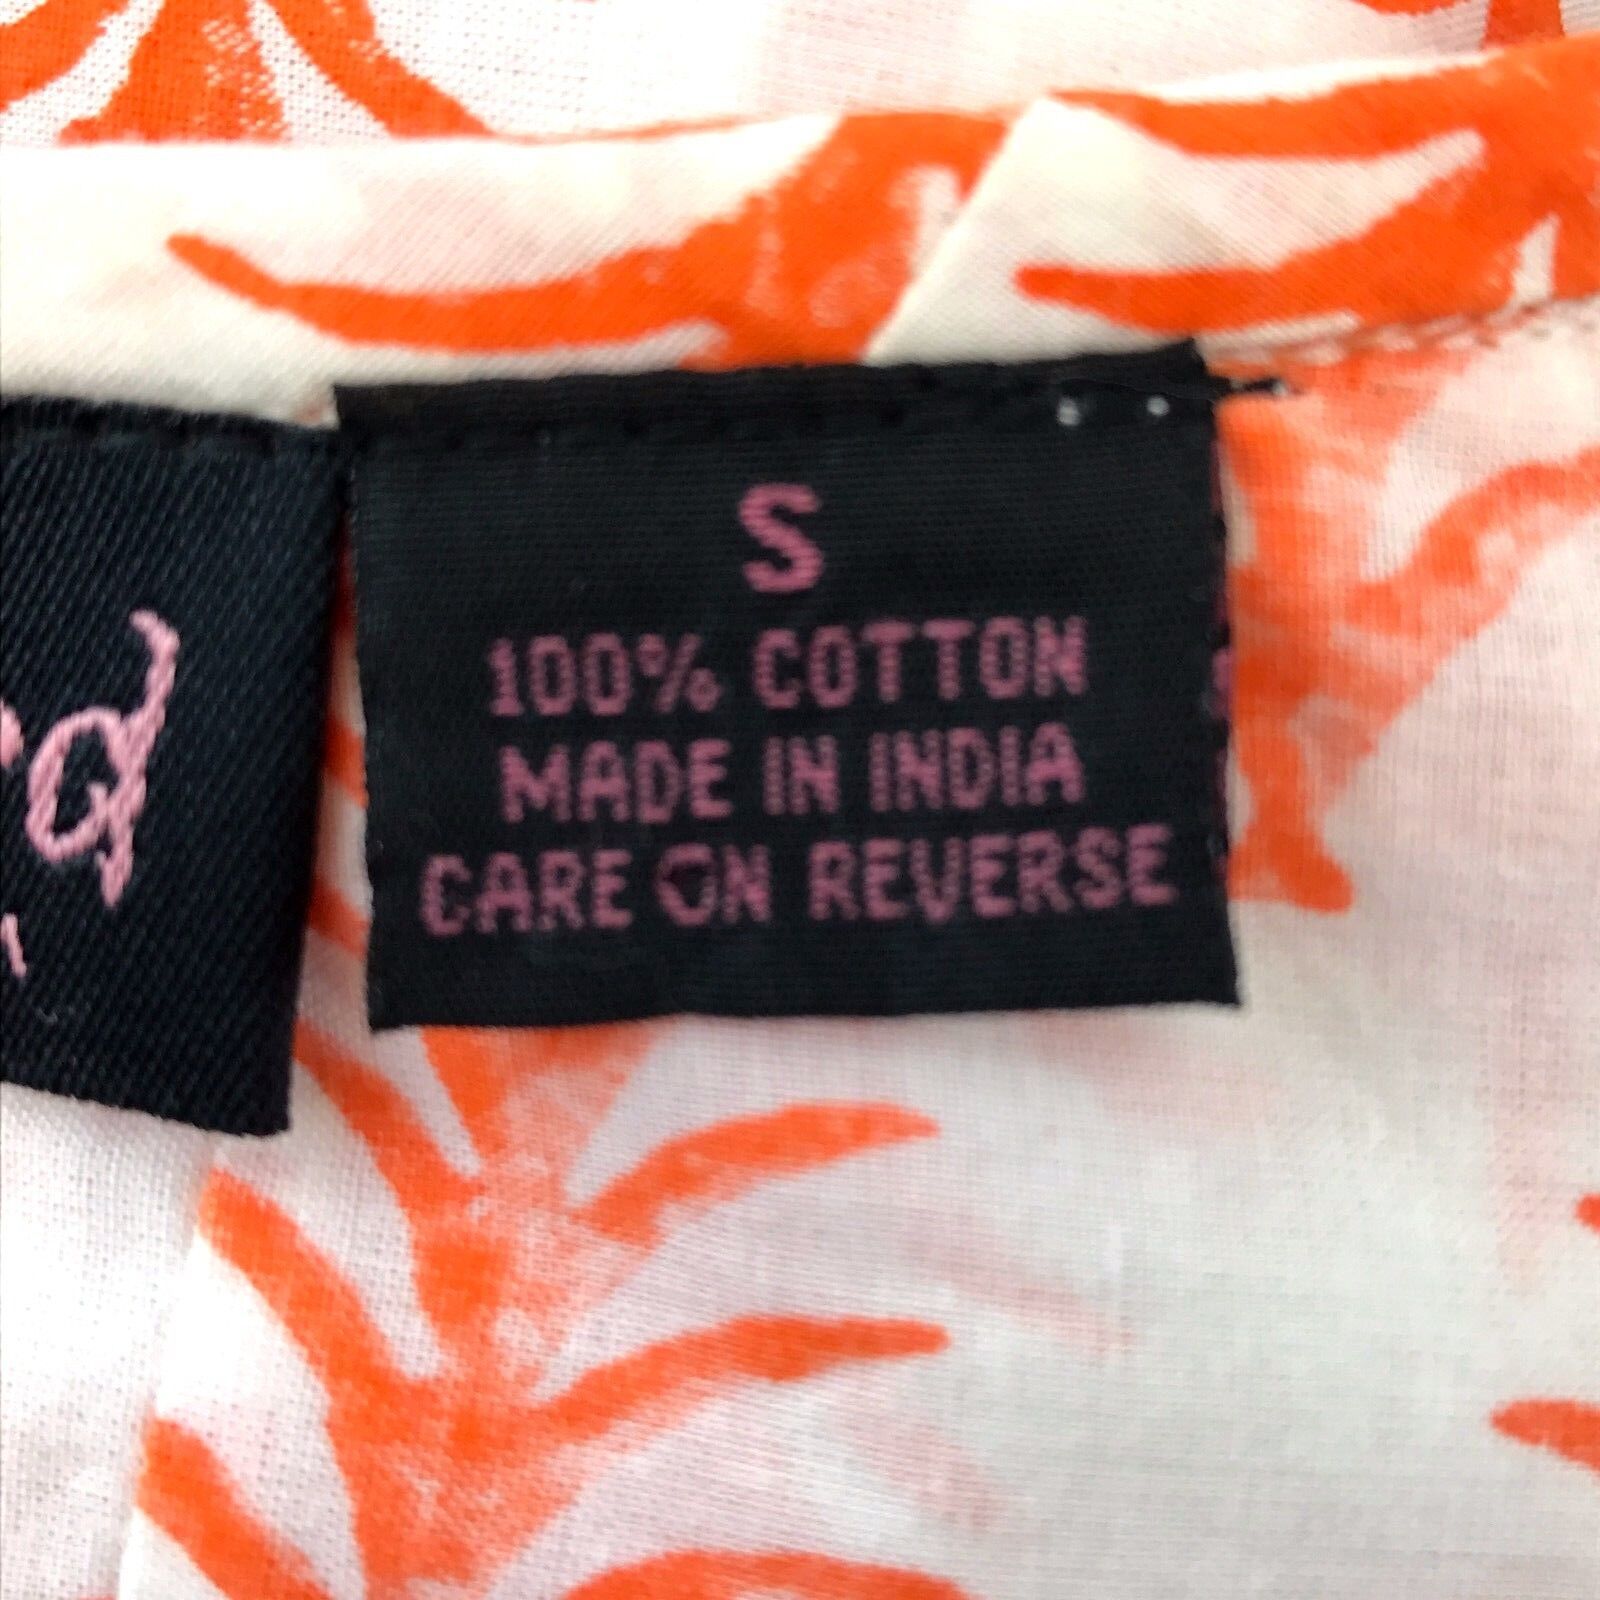 S
100% COTTON
MADE IN INDIA
CARE ON REVERSE